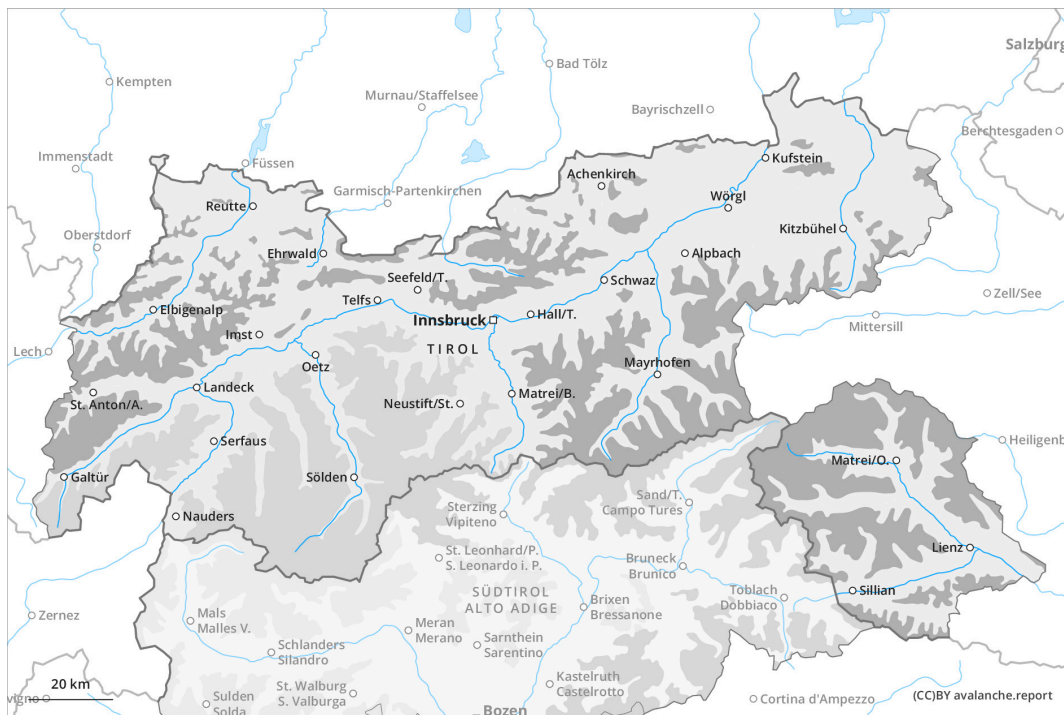 Salzburg
Kempten
Bad Tölz
Murnau/Staffelsee
Bayrischzell
Berchtesgaden
Immenstadt
Füssen
Kufstein
Achenkirch
Garmisch-Partenkirchen
Reutte
Wörgl
Oberstdorf
Kitzbühel
Ehrwald
Alpbach
Seefeld/T.
Schwaz
Zell/See
Telfs
Elbigenalp
Hall/T.
Innsbruck
Mittersill
Imst
TIROL
Lech
Oetz
Mayrhofen
Landeck
St. Anton/A.
Neustift/St.
Matrei/B.
Serfaus
Heiligenb
Matrei/O.
Galtür
Sölden
Sand/T.
Campo Tures
Sterzing
Vipiteno
Nauders
Lienz
St. Leonhard/P.
S. Leonardo i. P.
Bruneck
Brunico
SÜDTIROL
ALTO ADIGE
Toblach
Dobbiaco
Sillian
Zernez
Mals
Malles V.
Brixen
Bressanone
Meran
Merano
Sarnthein
Sarentino
Schlanders
Silandro
Kastelruth
Castelrotto
20 km
St. Walburg
S. Valburga
vigno
Sulden
Solda
Cortina d'Ampezzo
(CC)BY avalanche.report
Bozen